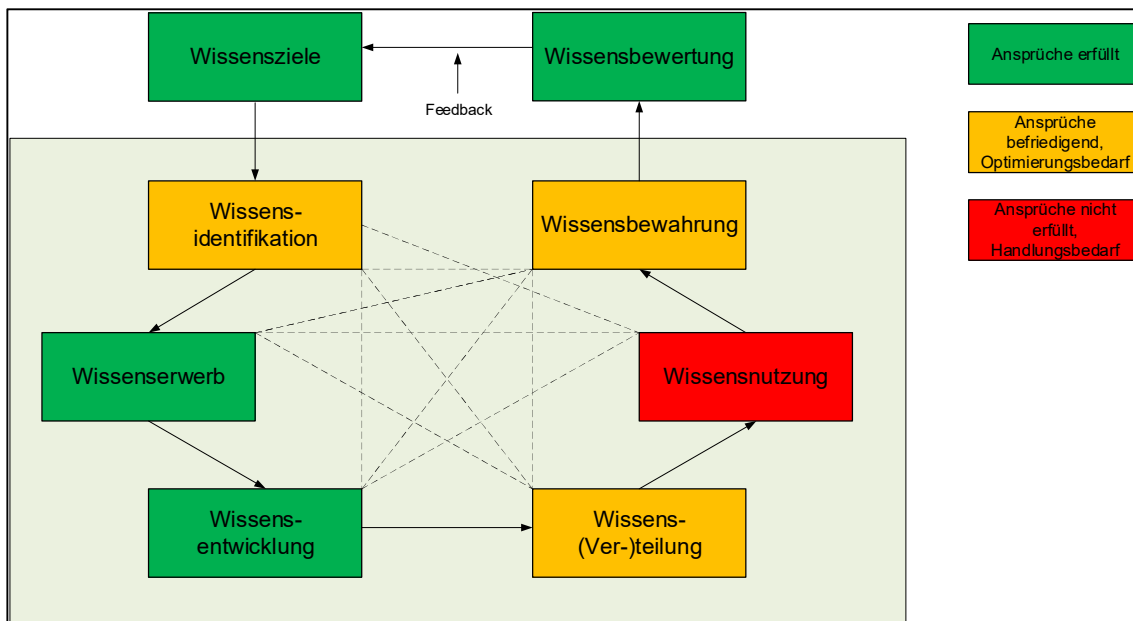 Wissensziele
Wissensbewertung
Feedback
Ansprüche erfüllt
Ansprüche
befriedigend,
Optimierungsbedarf
Ansprüche nicht
erfüllt,
Handlungsbedarf
Wissens-
identifikation
Wissensbewahrung
Wissenserwerb
Wissensnutzung
Wissens-
entwicklung
Wissens-
(Ver-)teilung